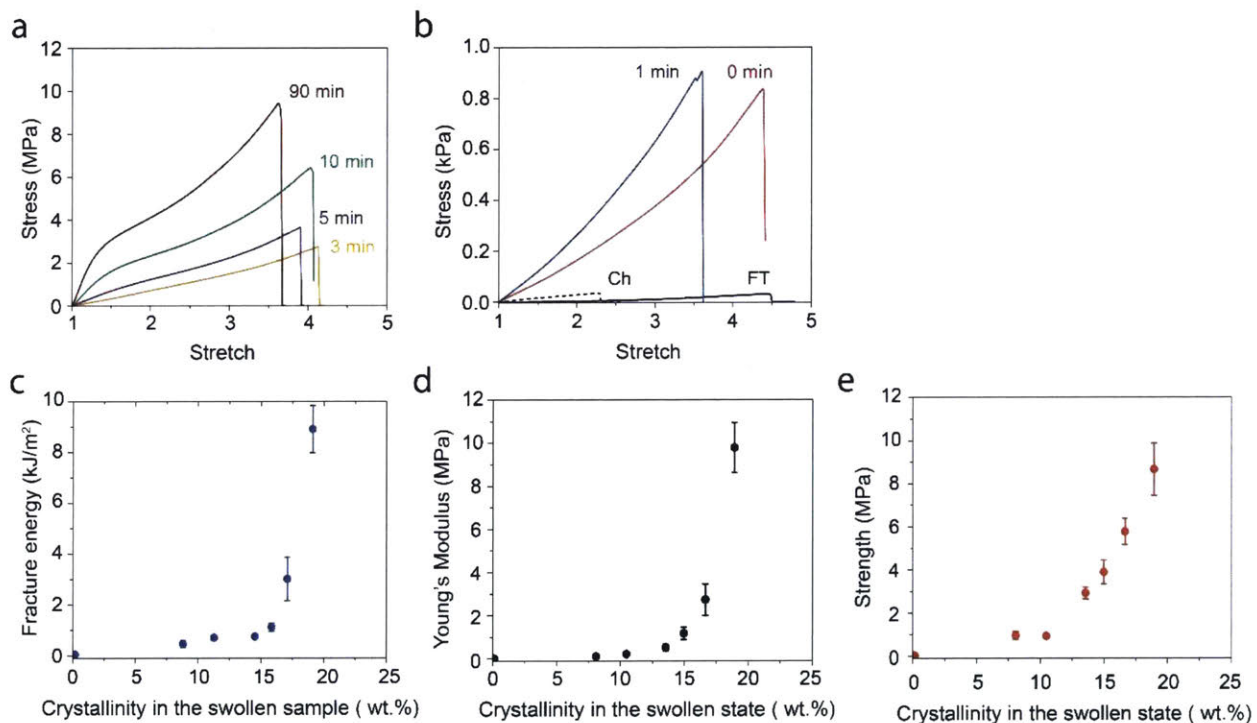 a
12
10
8
6
4
2
0
Stress (MPa)
90 min
10 min
5 min
3 min
1 2 3 4 5
Stretch
b
1.0
0.8
0.6
0.4
0.2
0.0
Stress (kPa)
1 min
0 min
Ch
FT
1 2 3 4 5
Stretch
c
10
8
6
4
2
0
Fracture energy (kJ/m²)
0 5 10 15 20 25
Crystallinity in the swollen sample ( wt.%)
d
12
10
8
6
4
2
0
Young's Modulus (MPa)
0 5 10 15 20 25
Crystallinity in the swollen state ( wt.%)
e
12
10
8
6
4
2
0
Strength (MPa)
0 5 10 15 20 25
Crystallinity in the swollen state ( wt.%)